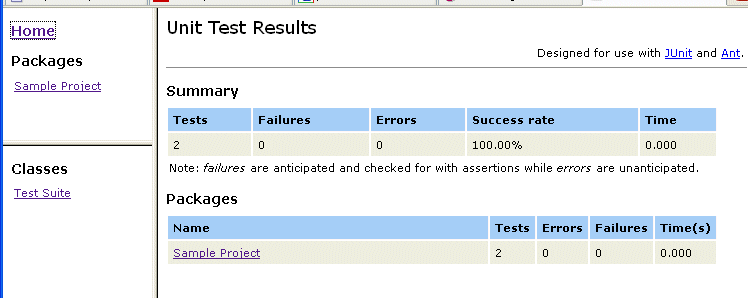 Home
Packages
Sample Project
Classes
Test Suite
Unit Test Results
Designed for use with JUnit and Ant.
Summary
Tests Failures Errors Success rate Time
2 0 0 100.00% 0.000
Note: failures are anticipated and checked for with assertions while errors are unanticipated.
Packages
Name Tests Errors Failures Time(s)
Sample Project 2 0 0 0.000